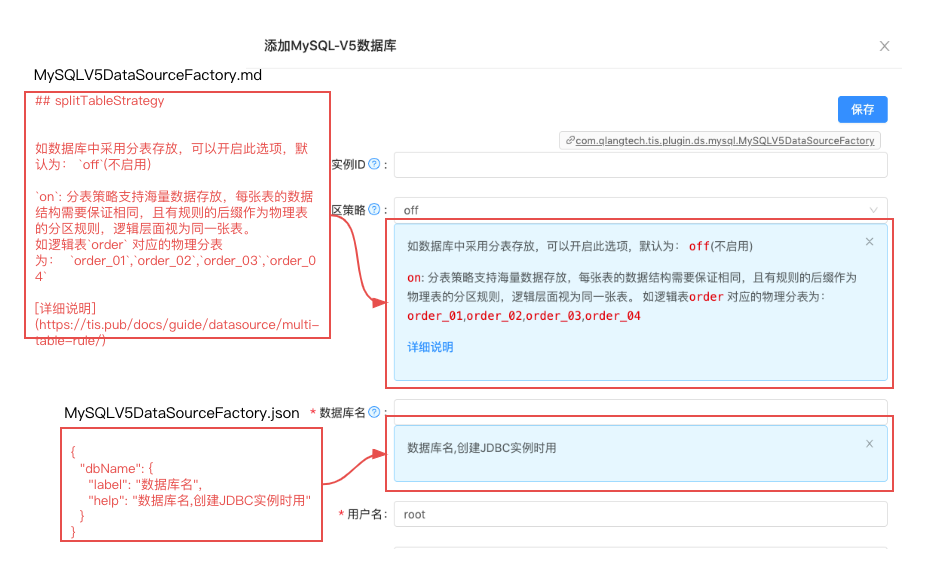 添加MySQL-V5数据库
MySQLV5DataSourceFactory.md
## splitTableStrategy
如数据库中采用分表存放，可以开启此选项，默
认为： `off`(不启用)
`on`: 分表策略支持海量数据存放，每张表的数据
结构需要保证相同，且有规则的后缀作为物理表
的分区规则，逻辑层面视为同一张表。
如逻辑表`order` 对应的物理分表
为： `order_01`,`order_02`,`order_03`,`order_0
4`
[详细说明]
(https://tis.pub/docs/guide/datasource/multi-
table-rule/)
保存
com.qlangtech.tis.plugin.ds.mysql.MySQLV5DataSourceFactory
实例ID ? :
区策略 ? : off
如数据库中采用分表存放，可以开启此选项，默认为： off(不启用)
on: 分表策略支持海量数据存放，每张表的数据结构需要保证相同，且有规则的后缀作为
物理表的分区规则，逻辑层面视为同一张表。 如逻辑表order 对应的物理分表为：
order_01,order_02,order_03,order_04
详细说明
MySQLV5DataSourceFactory.json
* 数据库名 ? :
{
"dbName": {
"label": "数据库名",
"help": "数据库名,创建JDBC实例时用"
}
}
数据库名,创建JDBC实例时用
* 用户名: root